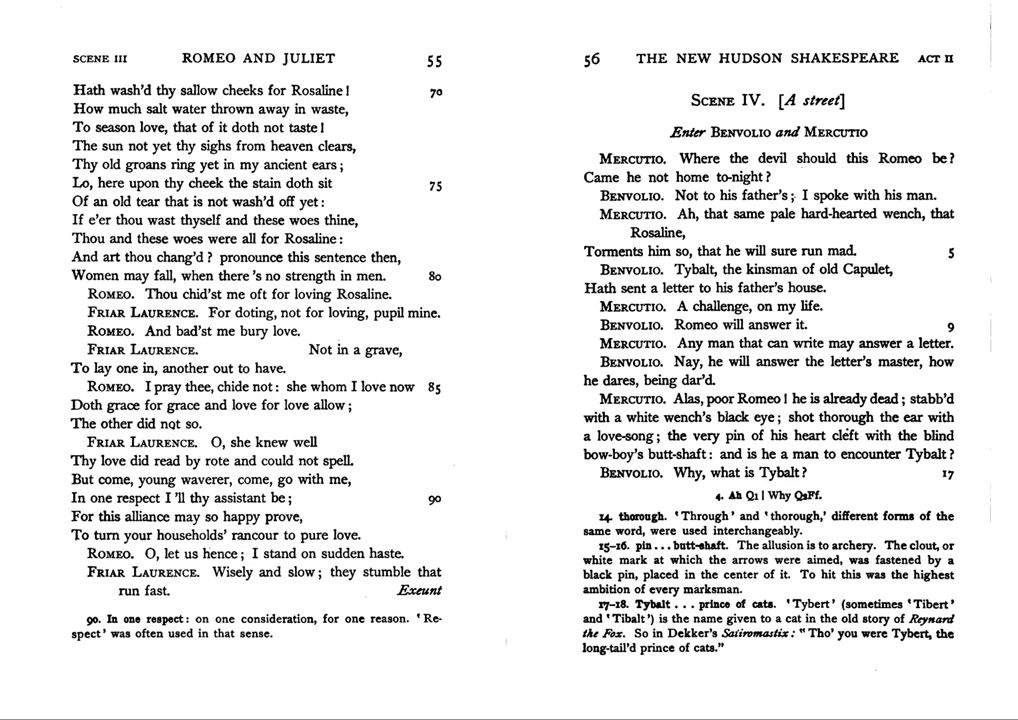 SCENE III ROMEO AND JULIET 55
Hath wash'd thy sallow cheeks for Rosaline! 70
How much salt water thrown away in waste,
To season love, that of it doth not taste!
The sun not yet thy sighs from heaven clears,
Thy old groans ring yet in my ancient ears;
Lo, here upon thy cheek the stain doth sit 75
Of an old tear that is not wash'd off yet:
If e'er thou wast thyself and these woes thine,
Thou and these woes were all for Rosaline:
And art thou chang'd? pronounce this sentence then,
Women may fall, when there's no strength in men. 80
ROMEO. Thou chid'st me oft for loving Rosaline.
FRIAR LAURENCE. For doting, not for loving, pupil mine.
ROMEO. And bad'st me bury love.
FRIAR LAURENCE. Not in a grave,
To lay one in, another out to have.
ROMEO. I pray thee, chide not: she whom I love now 85
Doth grace for grace and love for love allow;
The other did not so.
FRIAR LAURENCE. O, she knew well
Thy love did read by rote and could not spell.
But come, young waverer, come, go with me,
In one respect I'll thy assistant be; 90
For this alliance may so happy prove,
To turn your households' rancour to pure love.
ROMEO. O, let us hence; I stand on sudden haste.
FRIAR LAURENCE. Wisely and slow; they stumble that
run fast. Exeunt
90. In one respect: on one consideration, for one reason. 'Re-
spect' was often used in that sense.
56 THE NEW HUDSON SHAKESPEARE ACT II
SCENE IV. [A street]
Enter BENVOLIO and MERCUTIO
MERCUTIO. Where the devil should this Romeo be?
Came he not home to-night?
BENVOLIO. Not to his father's; I spoke with his man.
MERCUTIO. Ah, that same pale hard-hearted wench, that
Rosaline,
Torments him so, that he will sure run mad. 5
BENVOLIO. Tybalt, the kinsman of old Capulet,
Hath sent a letter to his father's house.
MERCUTIO. A challenge, on my life.
BENVOLIO. Romeo will answer it. 9
MERCUTIO. Any man that can write may answer a letter.
BENVOLIO. Nay, he will answer the letter's master, how
he dares, being dar'd.
MERCUTIO. Alas, poor Romeo! he is already dead; stabb'd
with a white wench's black eye; shot thorough the ear with
a love-song; the very pin of his heart cleft with the blind
bow-boy's butt-shaft: and is he a man to encounter Tybalt?
BENVOLIO. Why, what is Tybalt? 17
4. Ah Q1 | Why Q2Ff.
14. thorough. 'Through' and 'thorough,' different forms of the
same word, were used interchangeably.
15-16. pin ... butt-shaft. The allusion is to archery. The clout, or
white mark at which the arrows were aimed, was fastened by a
black pin, placed in the center of it. To hit this was the highest
ambition of every marksman.
17-18. Tybalt ... prince of cats. 'Tybert' (sometimes 'Tibert'
and 'Tibalt') is the name given to a cat in the old story of Reynard
the Fox. So in Dekker's Satiromastix: "Tho' you were Tybert, the
long-tail'd prince of cats."